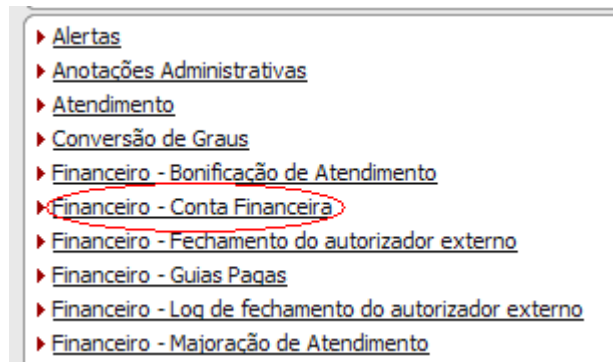 Alertas
Anotações Administrativas
Atendimento
Conversão de Graus
Financeiro - Bonificação de Atendimento
Financeiro - Conta Financeira
Financeiro - Fechamento do autorizador externo
Financeiro - Guias Pagas
Financeiro - Log de fechamento do autorizador externo
Financeiro - Majoração de Atendimento